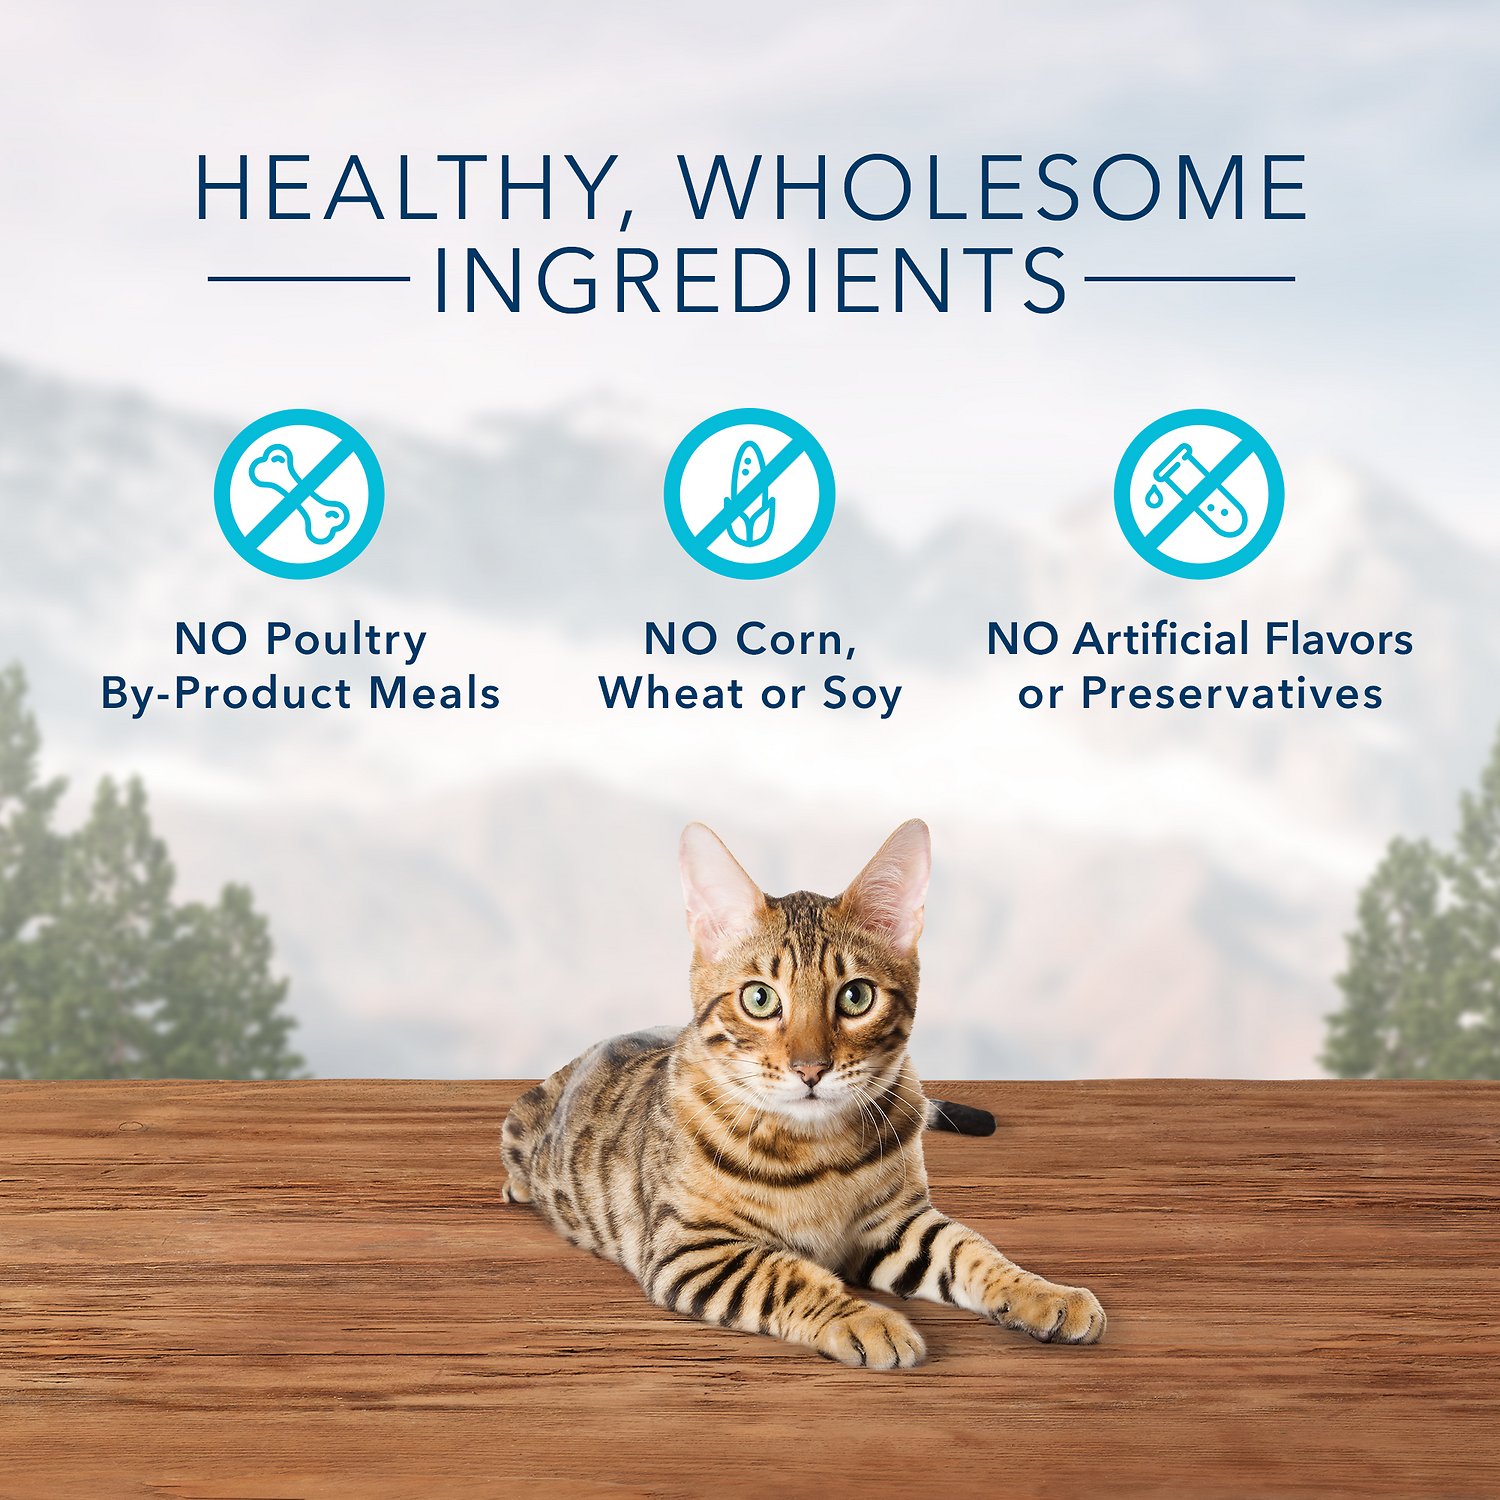 HEALTHY, WHOLESOME
INGREDIENTS
NO Poultry
By-Product Meals
NO Corn,
Wheat or Soy
NO Artificial Flavors
or Preservatives